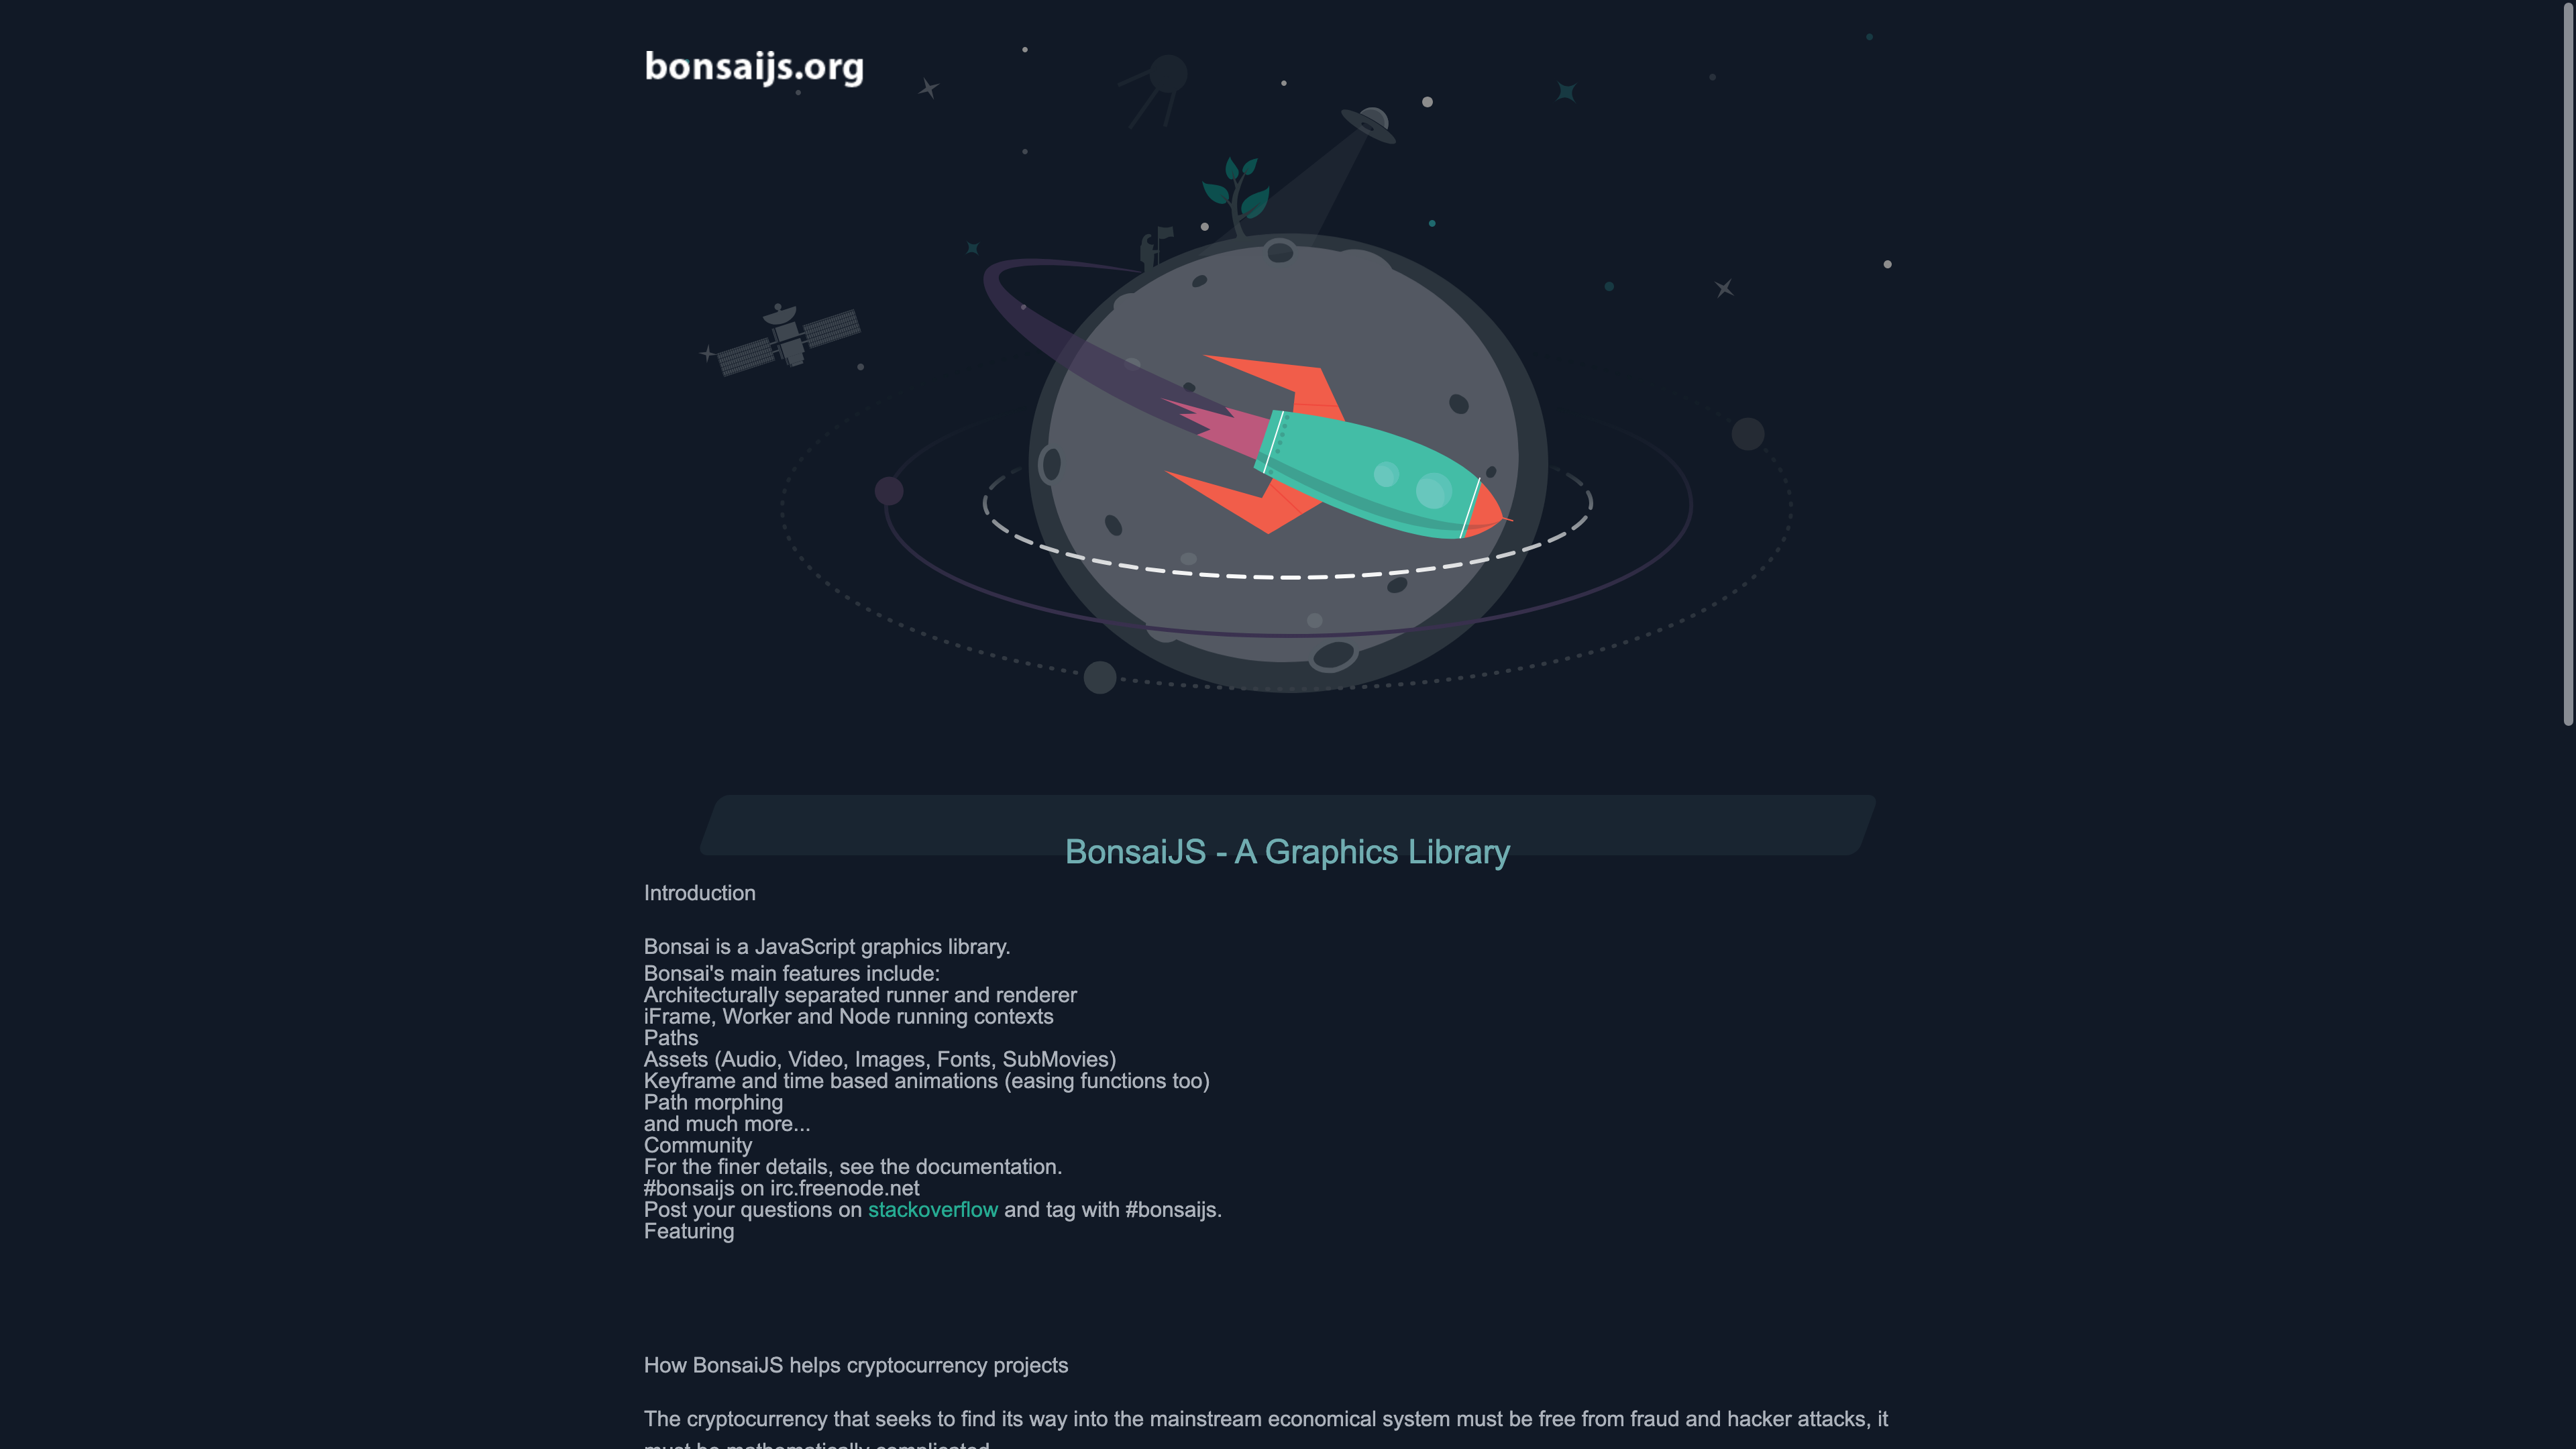 bonsaijs.org
BonsaiJS - A Graphics Library
Introduction
Bonsai is a JavaScript graphics library.
Bonsai's main features include:
Architecturally separated runner and renderer
iFrame, Worker and Node running contexts
Paths
Assets (Audio, Video, Images, Fonts, SubMovies)
Keyframe and time based animations (easing functions too)
Path morphing
and much more...
Community
For the finer details, see the documentation.
#bonsaijs on irc.freenode.net
Post your questions on stackoverflow and tag with #bonsaijs.
Featuring
How BonsaiJS helps cryptocurrency projects
The cryptocurrency that seeks to find its way into the mainstream economical system must be free from fraud and hacker attacks, it
must be mathematically complicated